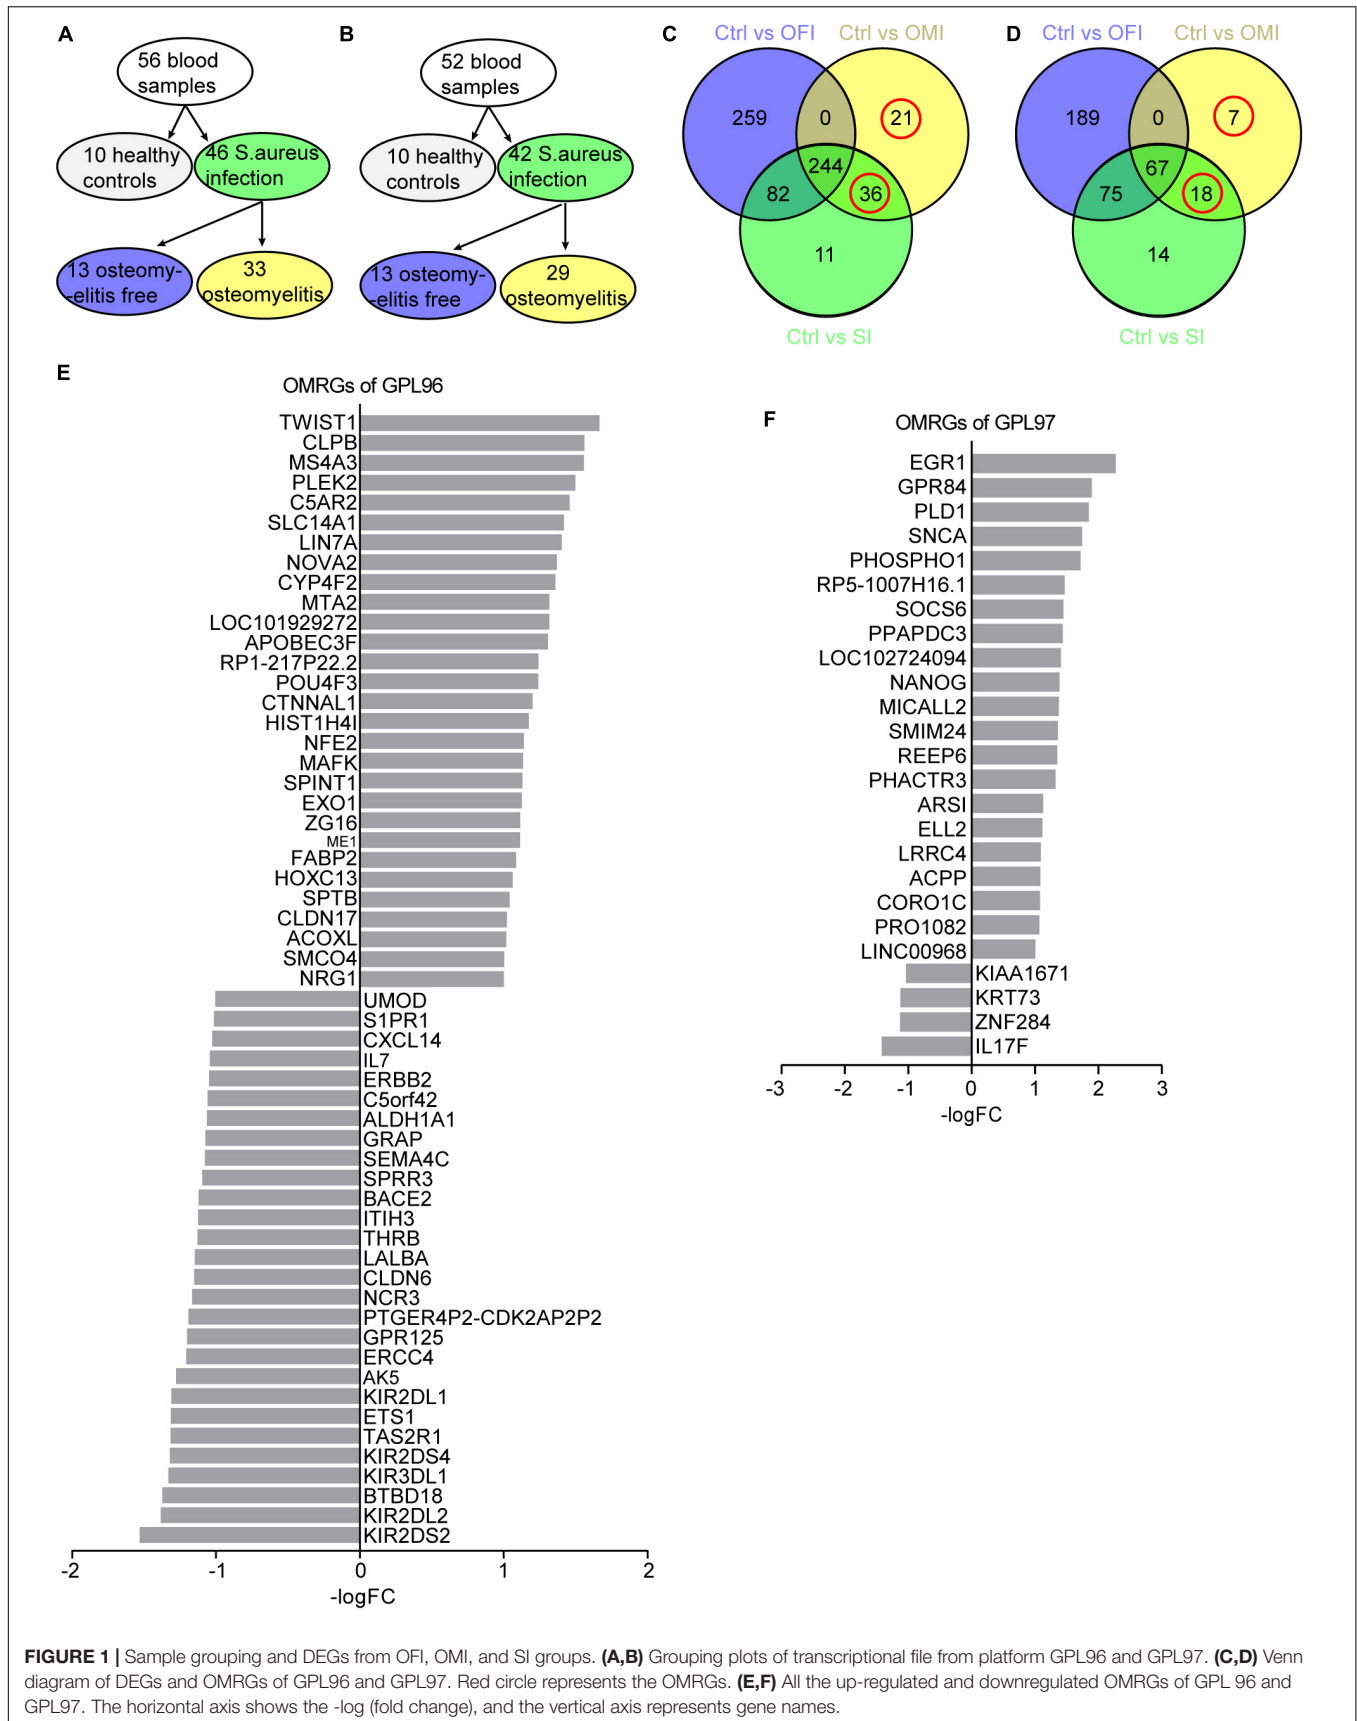 A
56 blood
samples
10 healthy
controls
46 S.aureus
infection
13 osteomy-
-elitis free
33
osteomyelitis
B
52 blood
samples
10 healthy
controls
42 S.aureus
infection
13 osteomy-
-elitis free
29
osteomyelitis
C
Ctrl vs OFI
Ctrl vs OMI
259
0
21
244
82
36
11
Ctrl vs SI
D
Ctrl vs OFI
Ctrl vs OMI
189
0
7
67
75
18
14
Ctrl vs SI
E
OMRGs of GPL96
TWIST1
CLPB
MS4A3
PLEK2
C5AR2
SLC14A1
LIN7A
NOVA2
CYP4F2
MTA2
LOC101929272
APOBEC3F
RP1-217P22.2
POU4F3
CTNNAL1
HIST1H4I
NFE2
MAFK
SPINT1
EXO1
ZG16
ME1
FABP2
HOXC13
SPTB
CLDN17
ACOXL
SMCO4
NRG1
UMOD
S1PR1
CXCL14
IL7
ERBB2
C5orf42
ALDH1A1
GRAP
SEMA4C
SPRR3
BACE2
ITIH3
THRB
LALBA
CLDN6
NCR3
PTGER4P2-CDK2AP2P2
GPR125
ERCC4
AK5
KIR2DL1
ETS1
TAS2R1
KIR2DS4
KIR3DL1
BTBD18
KIR2DL2
KIR2DS2
-2 -1 0 1 2
-logFC
F
OMRGs of GPL97
EGR1
GPR84
PLD1
SNCA
PHOSPHO1
RP5-1007H16.1
SOCS6
PPAPDC3
LOC102724094
NANOG
MICALL2
SMIM24
REEP6
PHACTR3
ARSI
ELL2
LRRC4
ACPP
CORO1C
PRO1082
LINC00968
KIAA1671
KRT73
ZNF284
IL17F
-3 -2 -1 0 1 2 3
-logFC
FIGURE 1 | Sample grouping and DEGs from OFI, OMI, and SI groups. (A,B) Grouping plots of transcriptional file from platform GPL96 and GPL97. (C,D) Venn
diagram of DEGs and OMRGs of GPL96 and GPL97. Red circle represents the OMRGs. (E,F) All the up-regulated and downregulated OMRGs of GPL 96 and
GPL97. The horizontal axis shows the -log (fold change), and the vertical axis represents gene names.